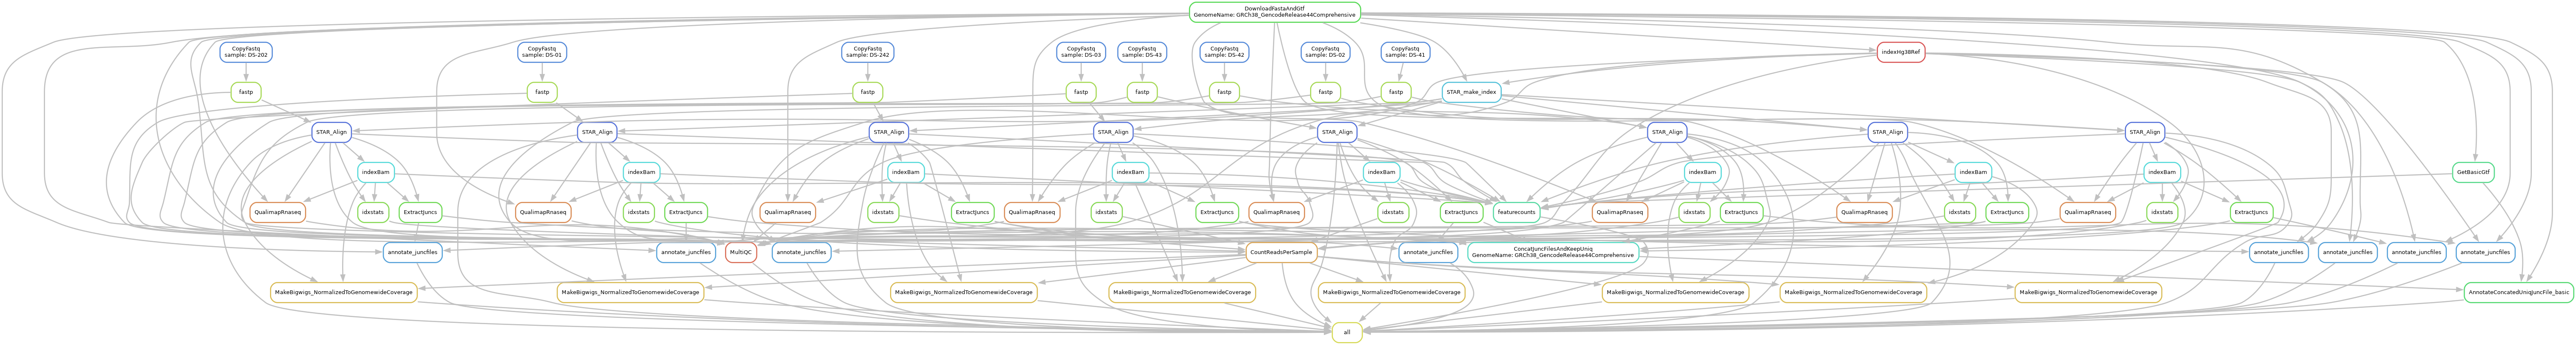 DownloadFastaAndGtf
GenomeName: GRCh38_GencodeRelease44Comprehensive
CopyFastq
sample: DS-202
CopyFastq
sample: DS-01
CopyFastq
sample: DS-242
CopyFastq
sample: DS-03
CopyFastq
sample: DS-43
CopyFastq
sample: DS-42
CopyFastq
sample: DS-02
CopyFastq
sample: DS-41
indexHg38Ref
fastp
fastp
fastp
fastp
fastp
fastp
fastp
fastp
STAR_make_index
STAR_Align
STAR_Align
STAR_Align
STAR_Align
STAR_Align
STAR_Align
STAR_Align
STAR_Align
indexBam
indexBam
indexBam
indexBam
indexBam
indexBam
indexBam
indexBam
GetBasicGtf
QualimapRnaseq
idxstats
ExtractJuncs
QualimapRnaseq
idxstats
ExtractJuncs
QualimapRnaseq
idxstats
ExtractJuncs
QualimapRnaseq
idxstats
ExtractJuncs
QualimapRnaseq
idxstats
ExtractJuncs
featurecounts
QualimapRnaseq
idxstats
ExtractJuncs
QualimapRnaseq
idxstats
ExtractJuncs
QualimapRnaseq
idxstats
ExtractJuncs
annotate_juncfiles
annotate_juncfiles
MultiQC
annotate_juncfiles
CountReadsPerSample
annotate_juncfiles
ConcatJuncFilesAndKeepUniq
GenomeName: GRCh38_GencodeRelease44Comprehensive
annotate_juncfiles
annotate_juncfiles
annotate_juncfiles
annotate_juncfiles
MakeBigwigs_NormalizedToGenomewideCoverage
MakeBigwigs_NormalizedToGenomewideCoverage
MakeBigwigs_NormalizedToGenomewideCoverage
MakeBigwigs_NormalizedToGenomewideCoverage
MakeBigwigs_NormalizedToGenomewideCoverage
MakeBigwigs_NormalizedToGenomewideCoverage
MakeBigwigs_NormalizedToGenomewideCoverage
MakeBigwigs_NormalizedToGenomewideCoverage
AnnotateConcatedUniqJuncFile_basic
all